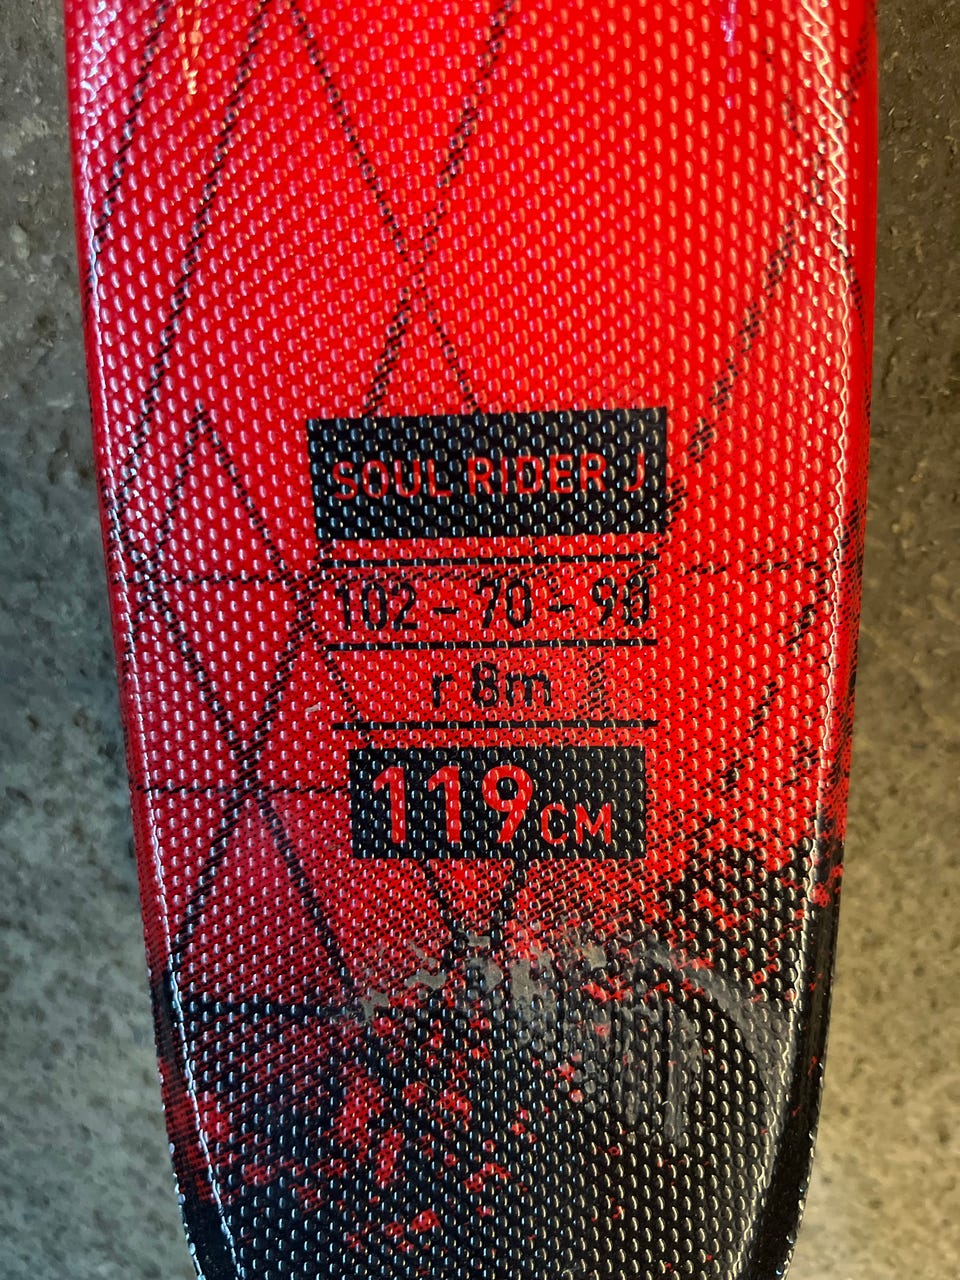 SOUL RIDER J
102 - 70 - 90
r 8m
119CM